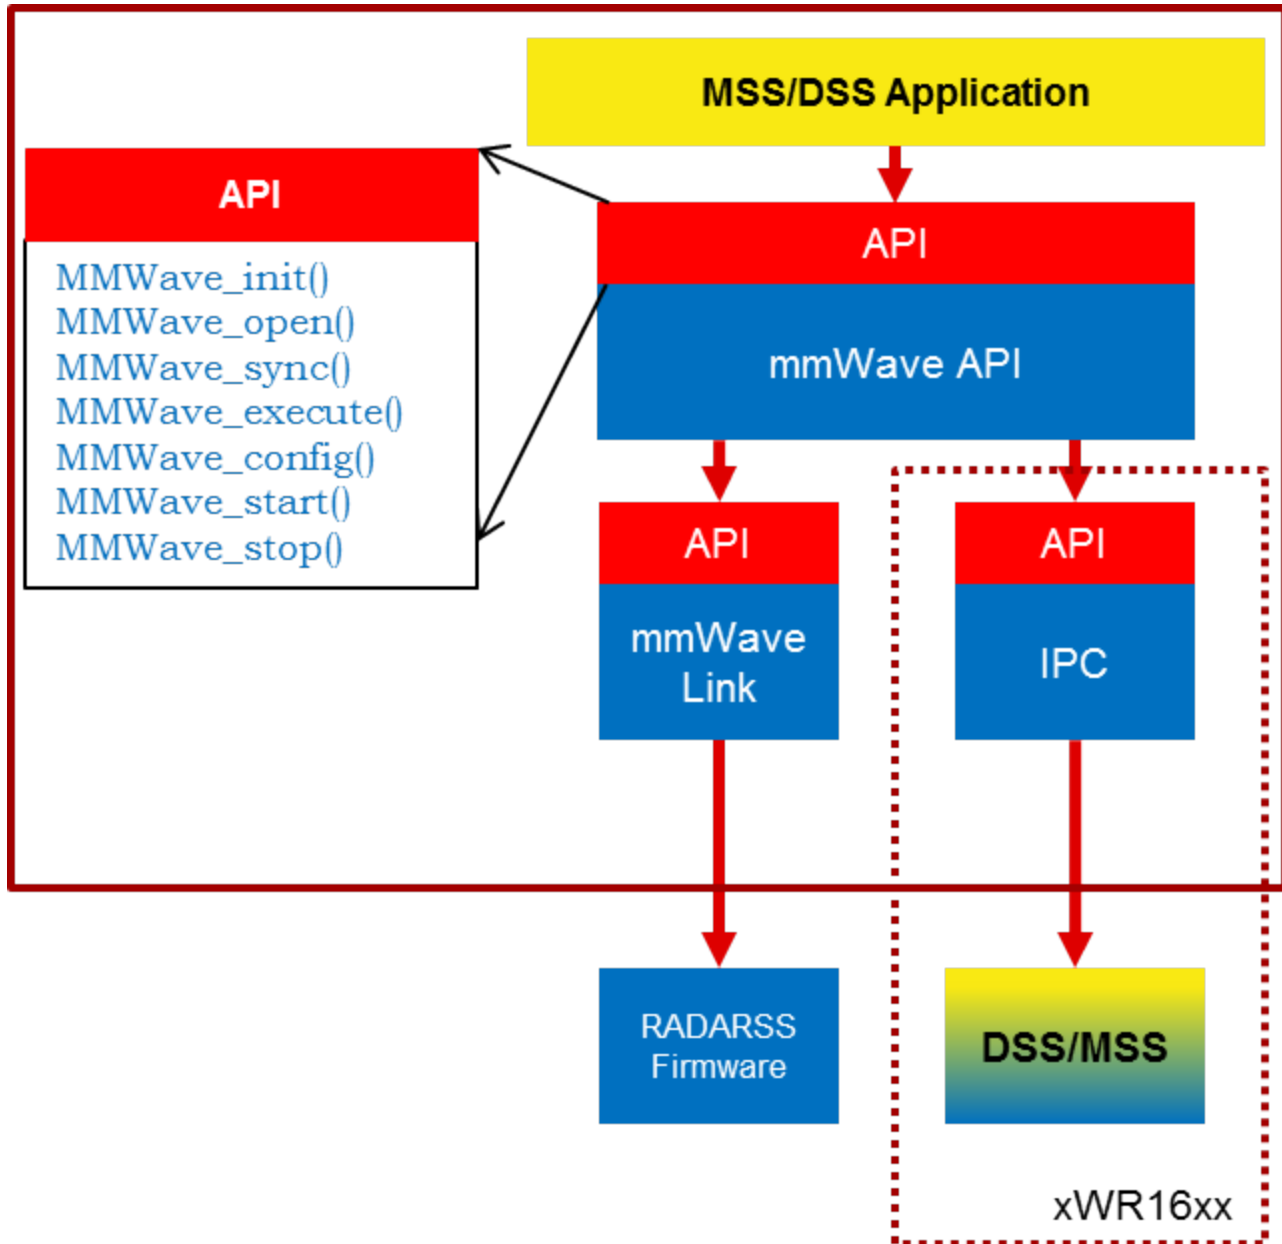 MSS/DSS Application
API
MMWave_init()
MMWave_open()
MMWave_sync()
MMWave_execute()
MMWave_config()
MMWave_start()
MMWave_stop()
API
mmWave API
API
mmWave
Link
API
IPC
RADARSS
Firmware
DSS/MSS
xWR16xx